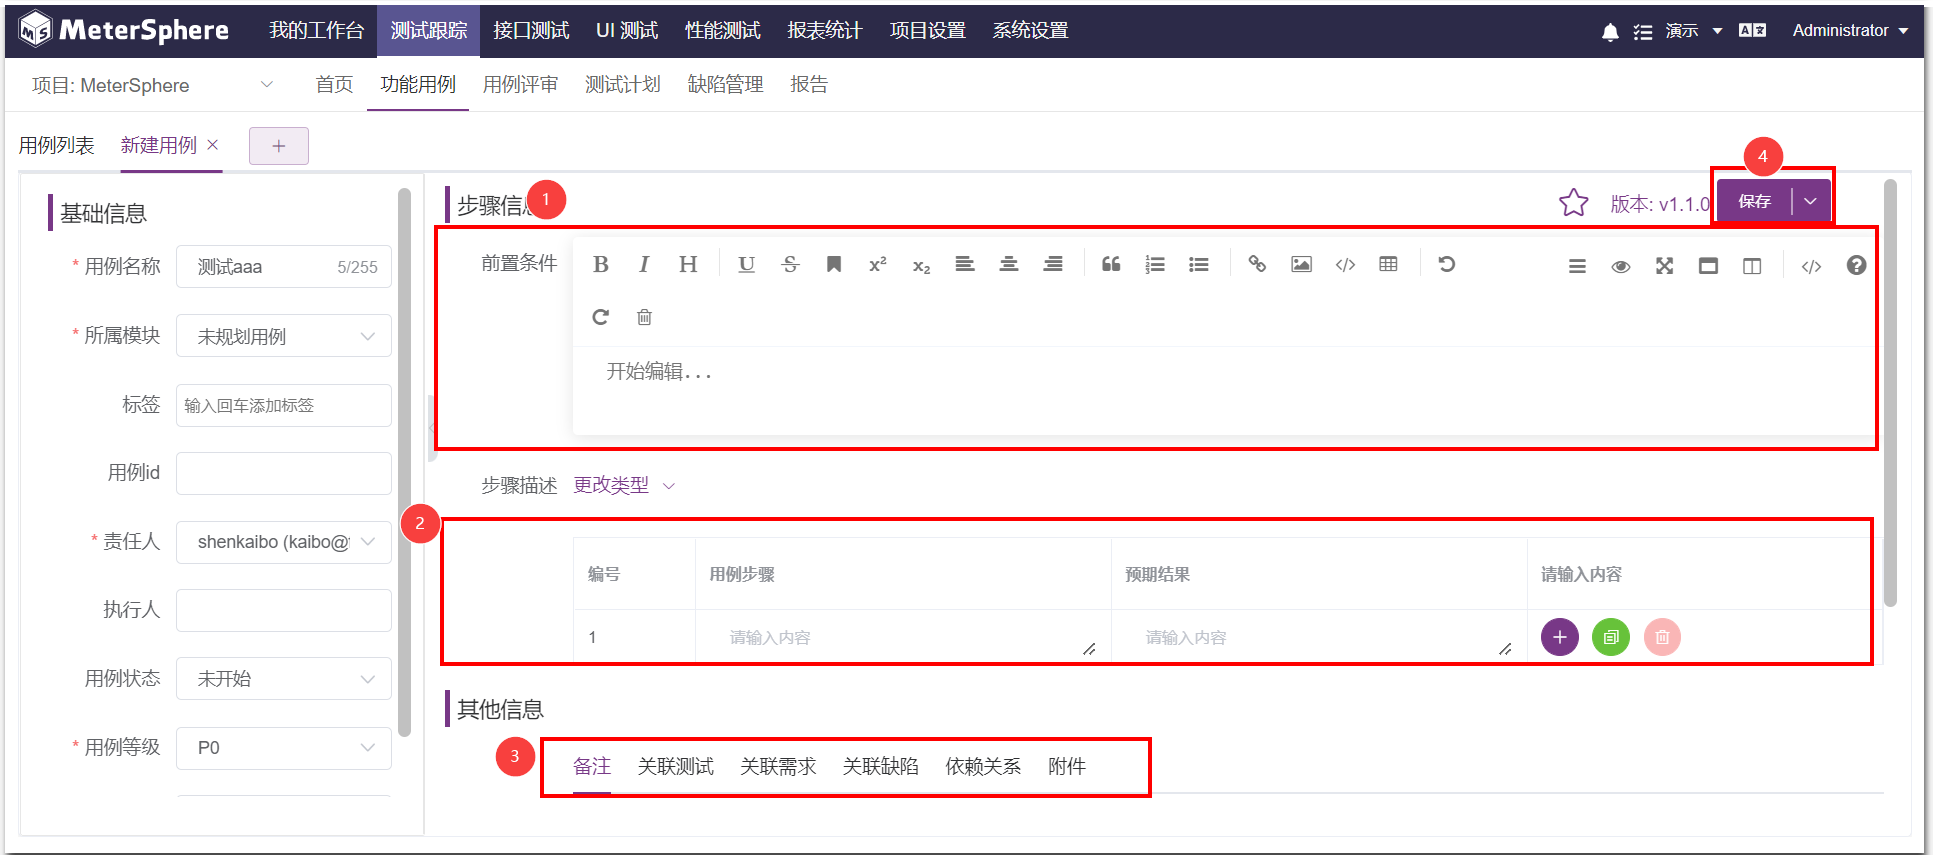 MeterSphere 我的工作台 测试跟踪 接口测试 UI 测试 性能测试 报表统计 项目设置 系统设置 演示 Administrator
项目: MeterSphere 首页 功能用例 用例评审 测试计划 缺陷管理 报告
用例列表 新建用例 × +
基础信息
* 用例名称 测试aaa 5/255
* 所属模块 未规划用例
标签 输入回车添加标签
用例id
* 责任人 shenkaibo (kaibo@
执行人
用例状态 未开始
* 用例等级 P0
步骤信 1
版本: v1.1.0 保存 4
前置条件 B I H U S x² x₂
开始编辑...
步骤描述 更改类型
2
编号 用例步骤 预期结果 请输入内容
1 请输入内容 请输入内容
其他信息
3 备注 关联测试 关联需求 关联缺陷 依赖关系 附件